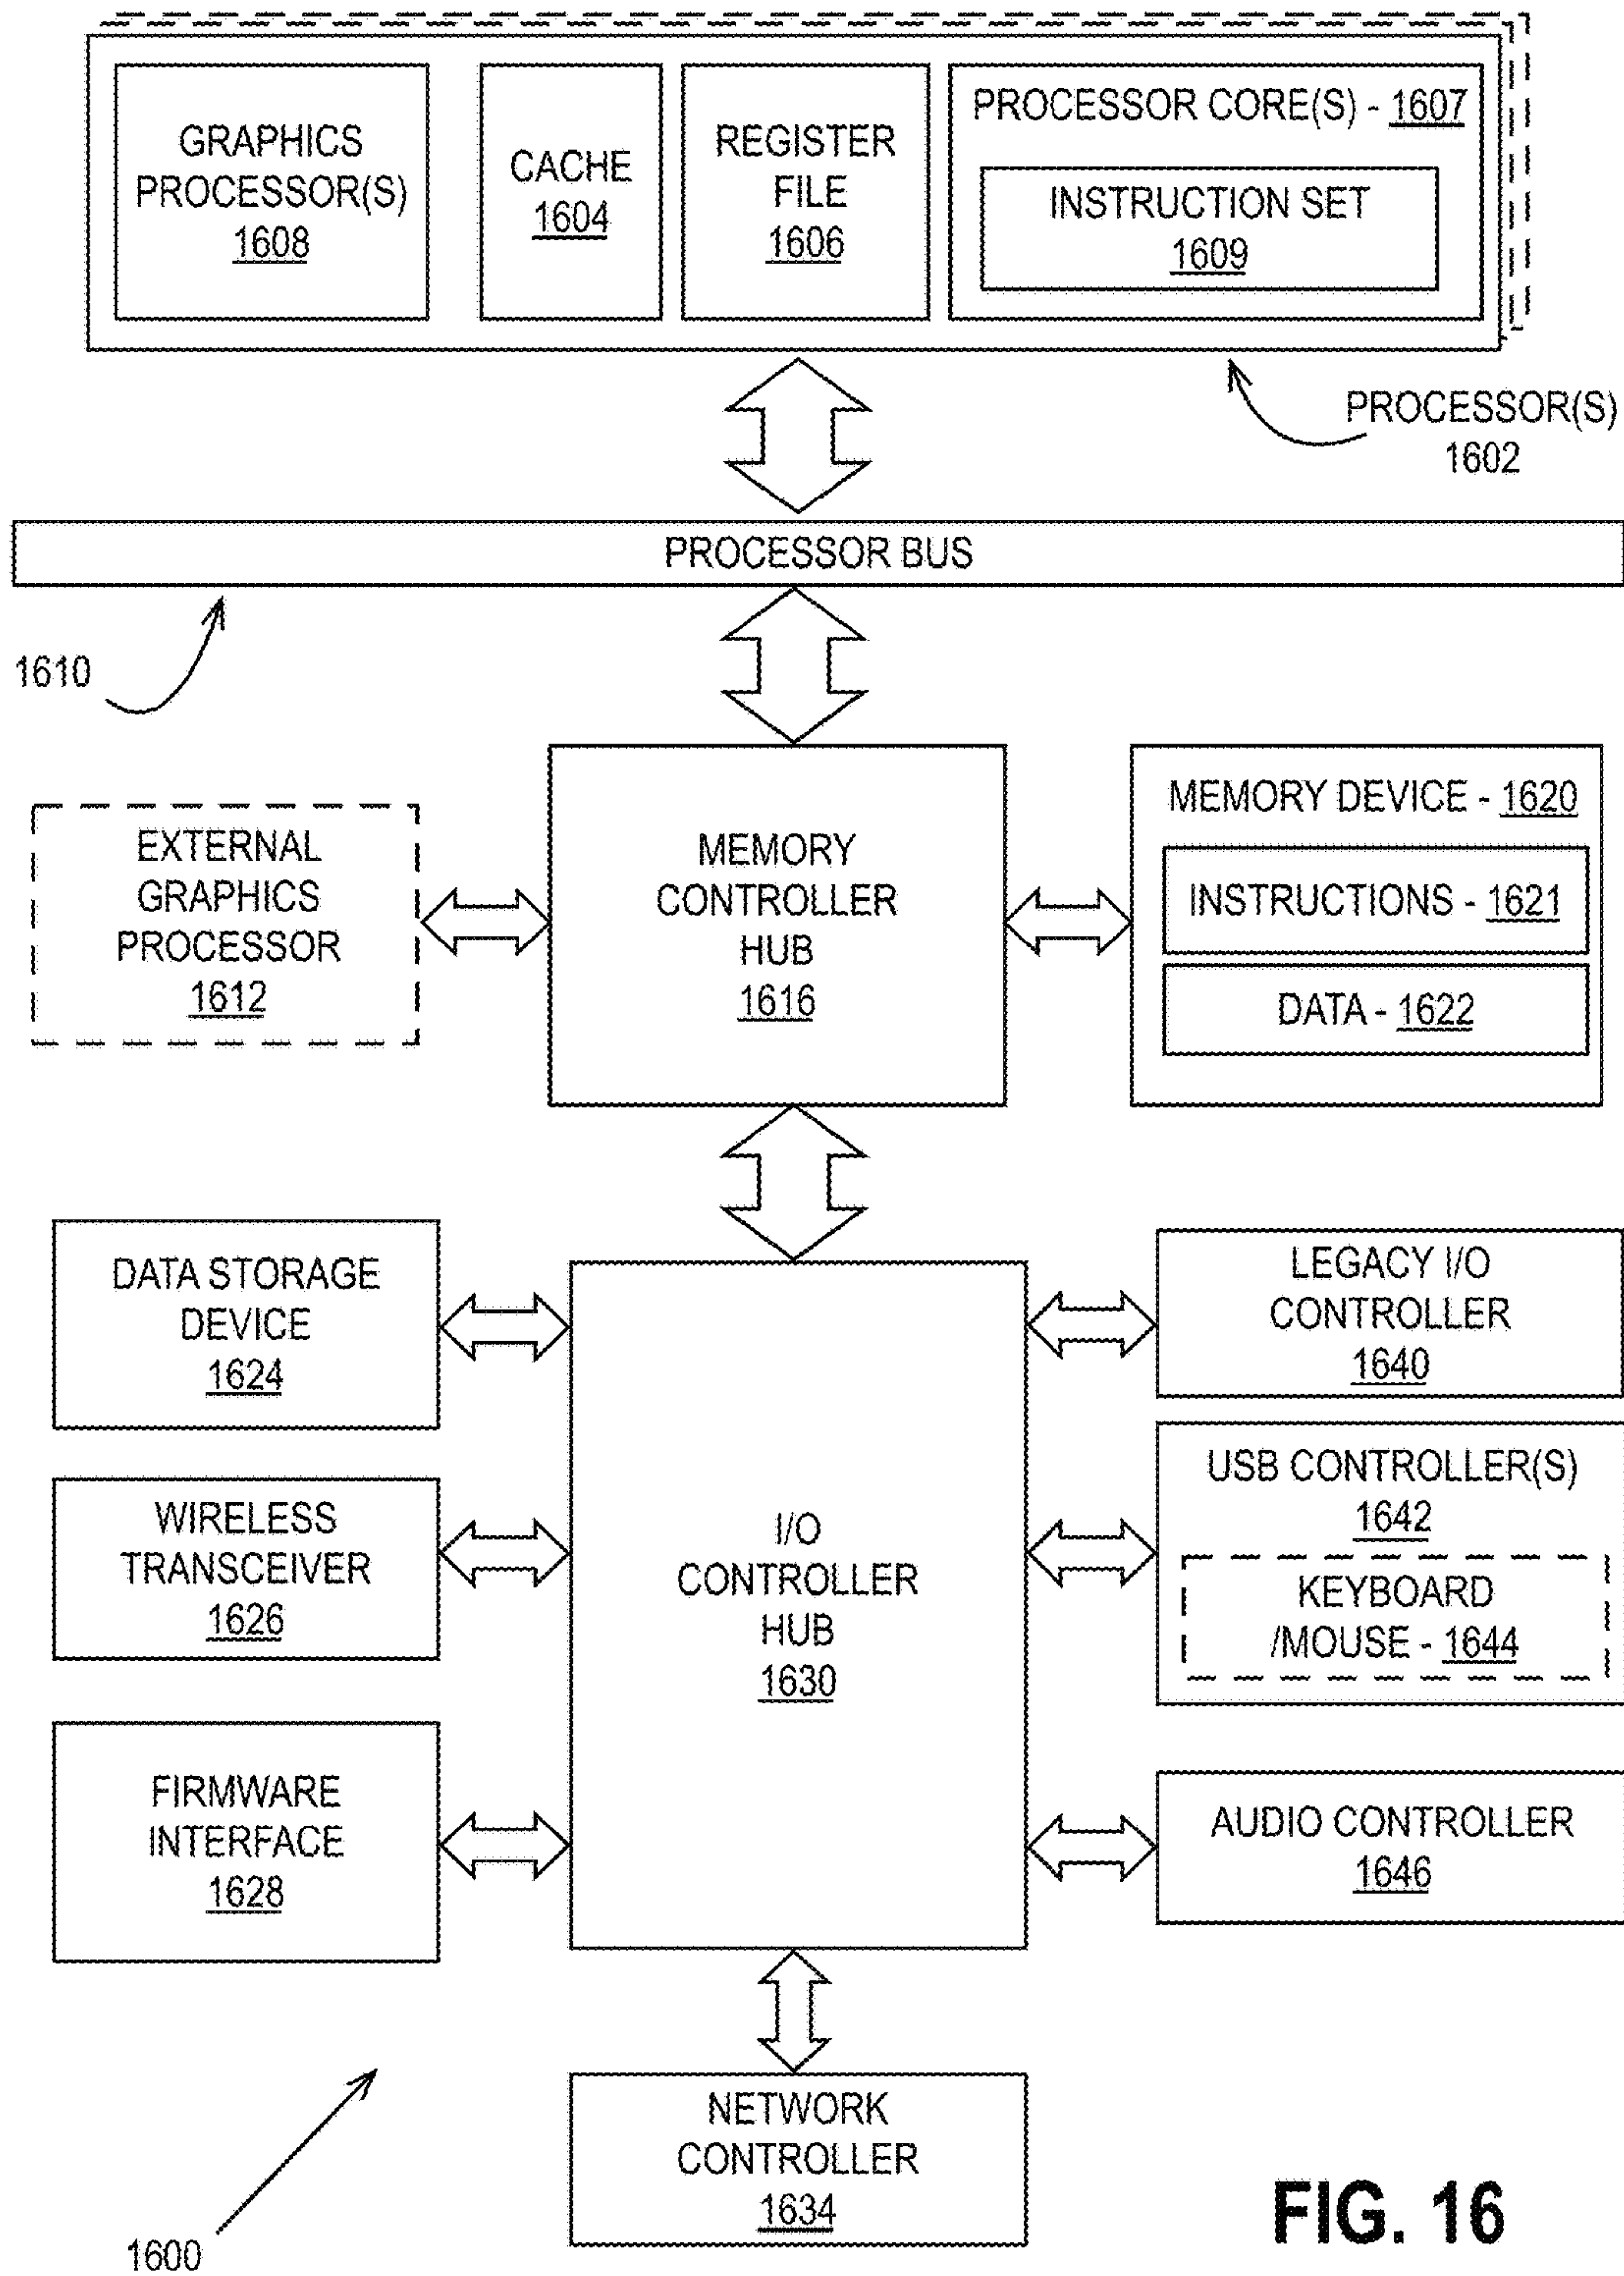 GRAPHICS
PROCESSOR(S)
1608
CACHE
1604
REGISTER
FILE
1606
PROCESSOR CORE(S) - 1607
INSTRUCTION SET
1609
PROCESSOR(S)
1602
PROCESSOR BUS
1610
EXTERNAL
GRAPHICS
PROCESSOR
1612
MEMORY
CONTROLLER
HUB
1616
MEMORY DEVICE - 1620
INSTRUCTIONS - 1621
DATA - 1622
DATA STORAGE
DEVICE
1624
WIRELESS
TRANSCEIVER
1626
FIRMWARE
INTERFACE
1628
I/O
CONTROLLER
HUB
1630
LEGACY I/O
CONTROLLER
1640
USB CONTROLLER(S)
1642
KEYBOARD
/MOUSE - 1644
AUDIO CONTROLLER
1646
NETWORK
CONTROLLER
1634
1600
FIG. 16